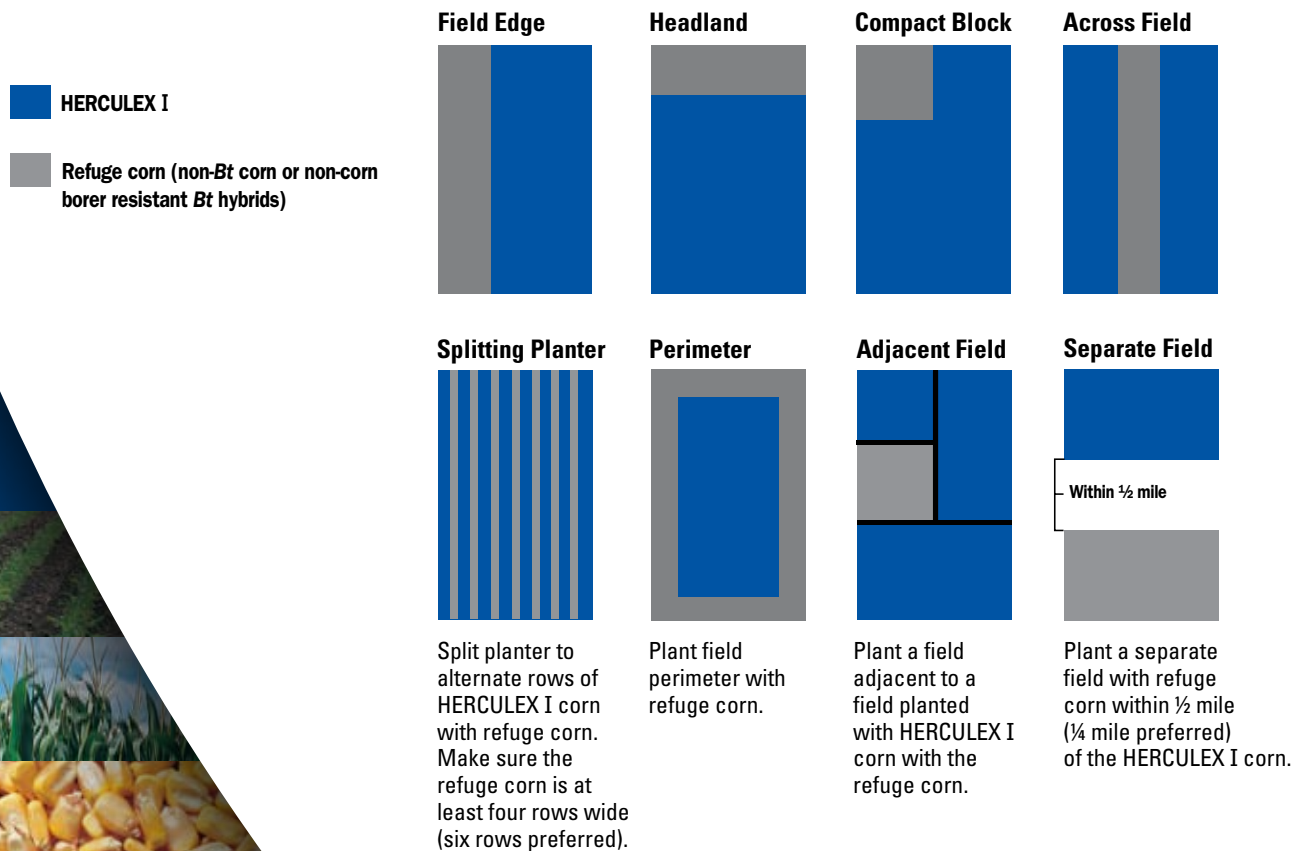 HERCULEX I
Refuge corn (non-Bt corn or non-corn
borer resistant Bt hybrids)
Field Edge
Headland
Compact Block
Across Field
Splitting Planter
Perimeter
Adjacent Field
Separate Field
Within ½ mile
Split planter to
alternate rows of
HERCULEX I corn
with refuge corn.
Make sure the
refuge corn is at
least four rows wide
(six rows preferred).
Plant field
perimeter with
refuge corn.
Plant a field
adjacent to a
field planted
with HERCULEX I
corn with the
refuge corn.
Plant a separate
field with refuge
corn within ½ mile
(¼ mile preferred)
of the HERCULEX I corn.